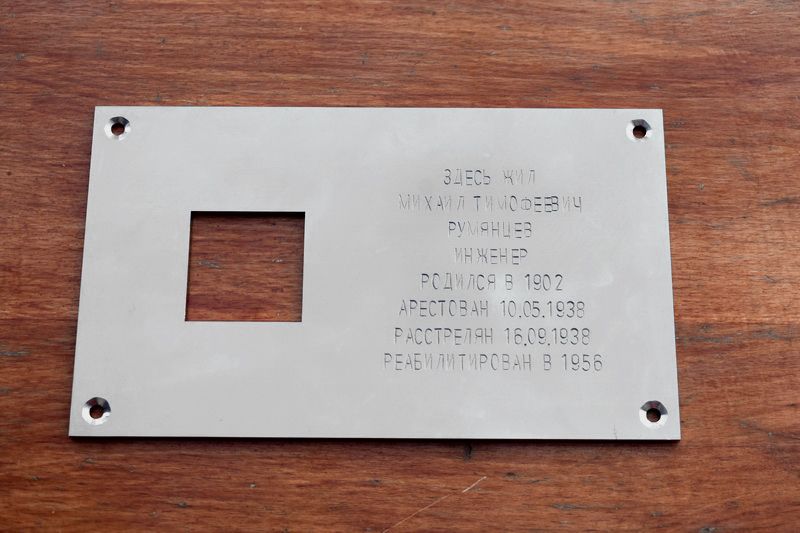 ЗДЕСЬ ЖИЛ
МИХАИЛ ТИМОФЕЕВИЧ
РУМЯНЦЕВ
ИНЖЕНЕР
РОДИЛСЯ В 1902
АРЕСТОВАН 10.05.1938
РАССТРЕЛЯН 16.09.1938
РЕАБИЛИТИРОВАН В 1956